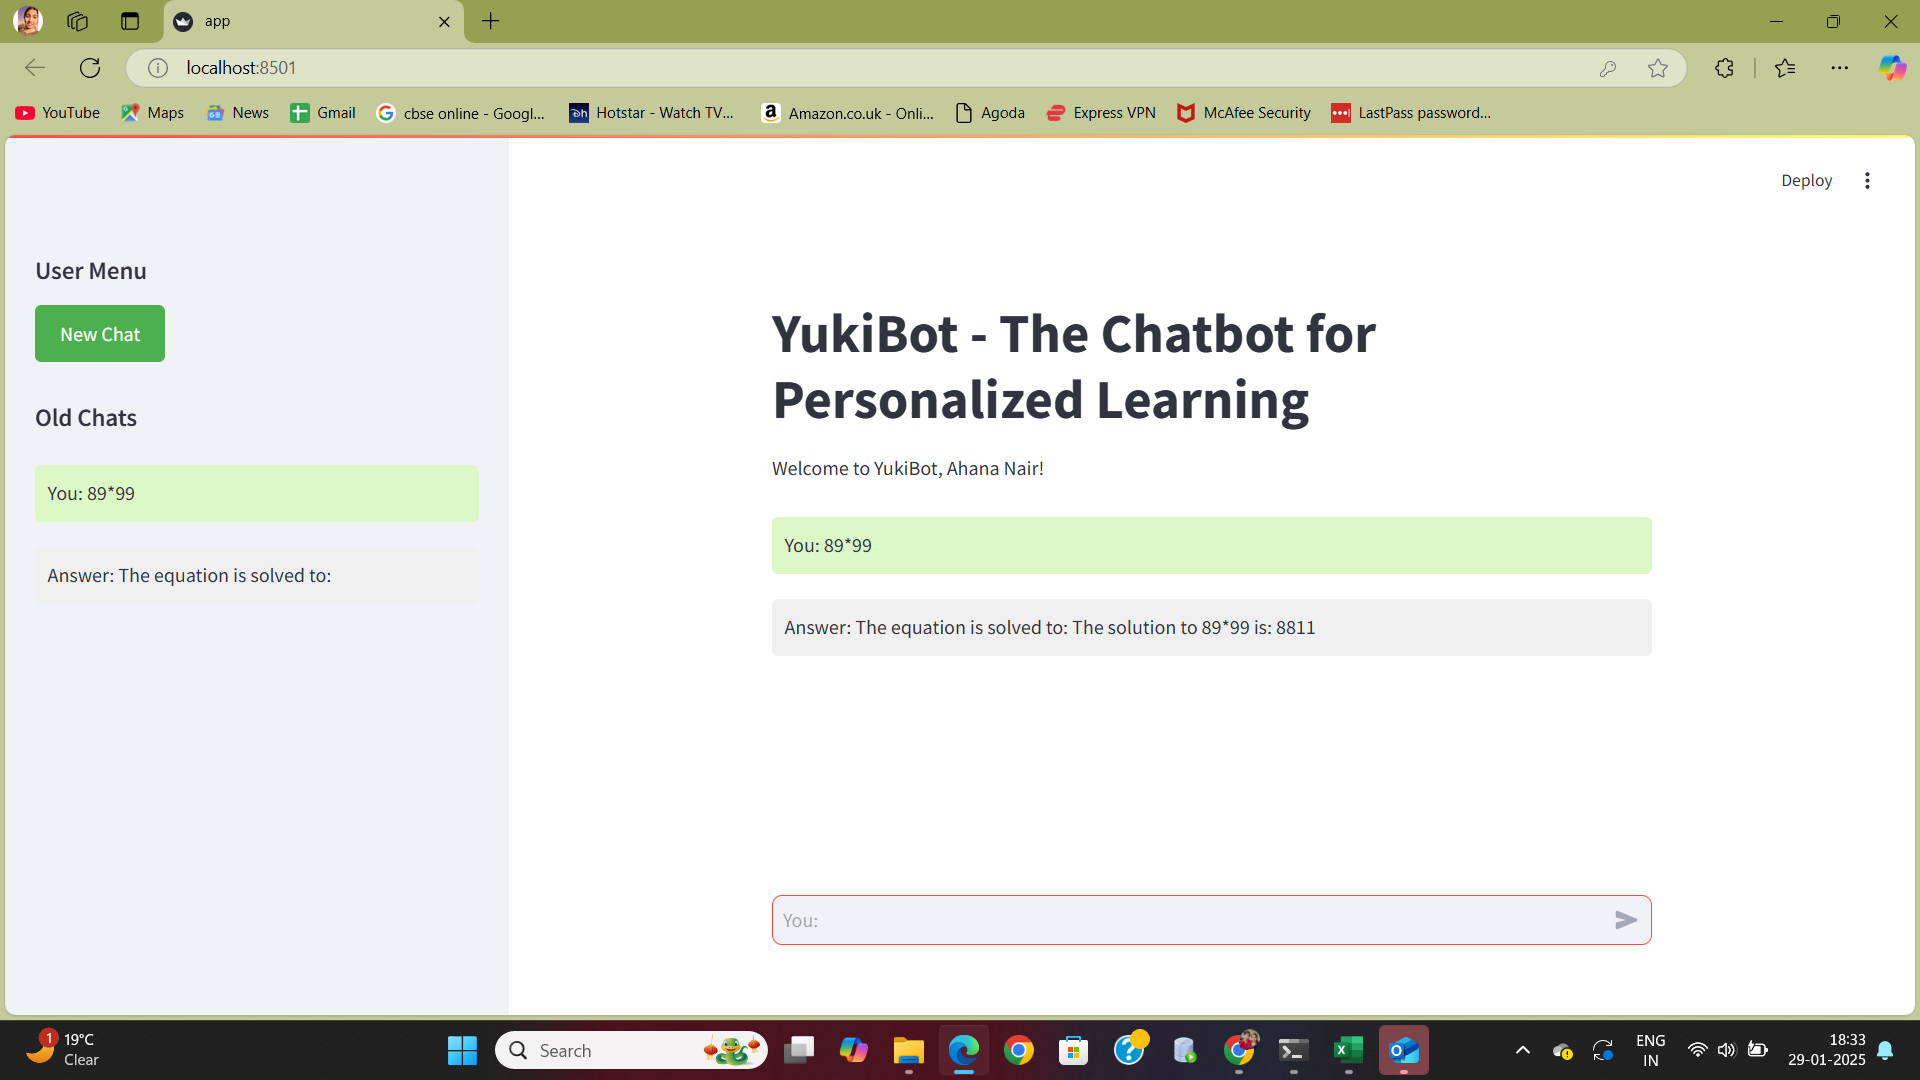 app
localhost:8501
YouTube
Maps
News
Gmail
cbse online - Googl...
Hotstar - Watch TV...
Amazon.co.uk - Onli...
Agoda
Express VPN
McAfee Security
LastPass password...
Deploy
User Menu
New Chat
Old Chats
You: 89*99
Answer: The equation is solved to:
YukiBot - The Chatbot for
Personalized Learning
Welcome to YukiBot, Ahana Nair!
You: 89*99
Answer: The equation is solved to: The solution to 89*99 is: 8811
You:
1
19°C
Clear
Search
ENG
IN
18:33
29-01-2025